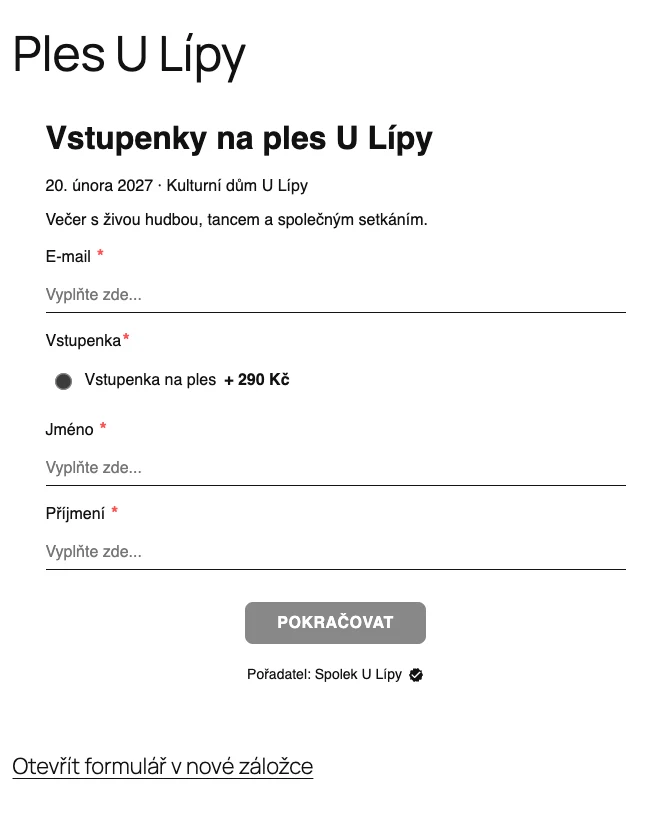 Ples U Lípy
Vstupenky na ples U Lípy
20. února 2027 · Kulturní dům U Lípy
Večer s živou hudbou, tancem a společným setkáním.
E-mail *
Vyplňte zde...
Vstupenka*
Vstupenka na ples + 290 Kč
Jméno *
Vyplňte zde...
Příjmení *
Vyplňte zde...
POKRAČOVAT
Pořadatel: Spolek U Lípy
Otevřít formulář v nové záložce